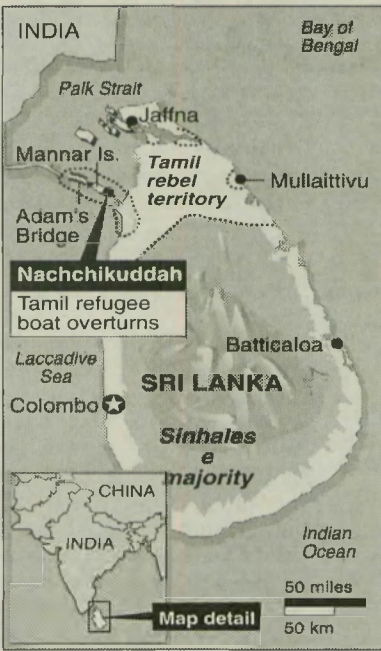 INDIA
Bay of
Bengal
Palk Strait
Jaffna
Mannar Is.
Tamil
rebel
territory
Mullaittivu
Adam's
Bridge
Nachchikuddah
Tamil refugee
boat overturns
Laccadive
Sea
Batticaloa
SRI LANKA
Colombo
Sinhales
e
majority
CHINA
INDIA
Indian
Ocean
Map detail
50 miles
50 km